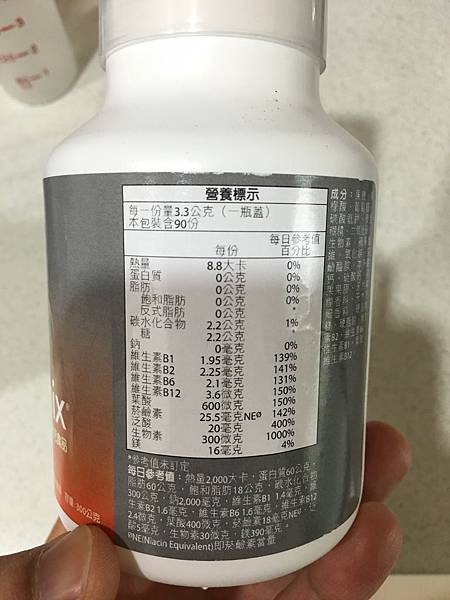 營養標示
每一份量3.3公克（一瓶蓋）
本包裝含90份
每日參考值
每份 百分比
熱量 8.8大卡 0%
蛋白質 0公克 0%
脂肪 0公克 0%
飽和脂肪 0公克 0%
反式脂肪 0公克 *
碳水化合物 2.2公克 1%
糖 2.2公克 *
鈉 0毫克 0%
維生素B1 1.95毫克 139%
維生素B2 2.25毫克 141%
維生素B6 2.1毫克 131%
維生素B12 3.6微克 150%
葉酸 600微克 150%
菸鹼素 25.5毫克NEØ 142%
泛酸 20毫克 400%
生物素 300微克 1000%
鎂 16毫克 4%
*參考值未訂定
每日參考值：熱量2,000大卡，蛋白質60公克，
脂肪60公克，飽和脂肪18公克，碳水化合物
300公克，鈉2,000毫克，維生素B1 1.4毫克，維
生素B2 1.6毫克，維生素B6 1.6毫克，維生素B12
2.4微克，葉酸400微克，菸鹼素18毫克NEØ，泛
酸5毫克，生物素30微克，鎂390毫克。
ØNE(Niacin Equivalent)即菸鹼素當量
成分：
ix®
容量:300公克